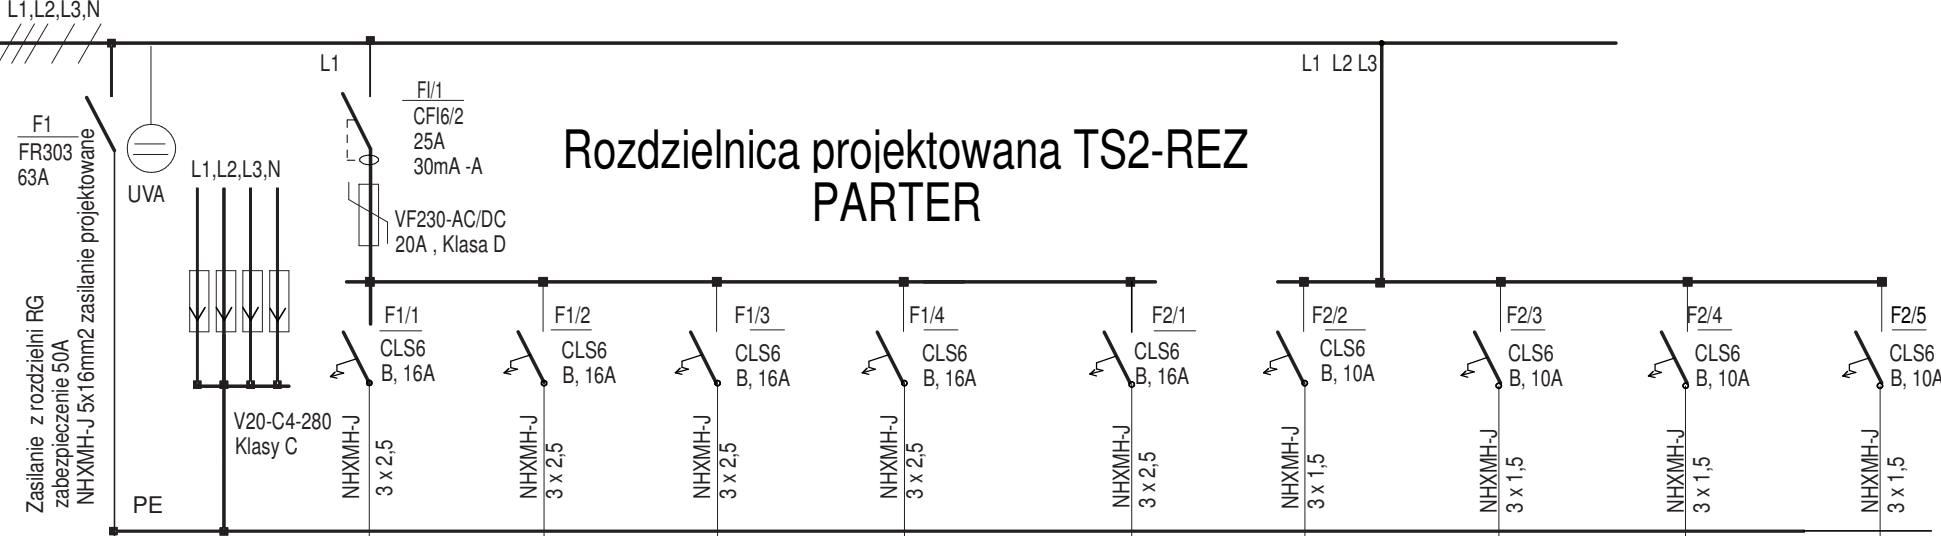 L1,L2,L3,N
L1
L1 L2 L3
F1
FR303
63A
UVA
L1,L2,L3,N
FI/1
CFI6/2
25A
30mA -A
VF230-AC/DC
20A , Klasa D
Rozdzielnica projektowana TS2-REZ
PARTER
Zasilanie z rozdzielni RG
zabezpieczenie 50A
NHXMH-J 5x16mm2 zasilanie projektowane
V20-C4-280
Klasy C
PE
F1/1
CLS6
B, 16A
NHXMH-J
3 x 2,5
F1/2
CLS6
B, 16A
NHXMH-J
3 x 2,5
F1/3
CLS6
B, 16A
NHXMH-J
3 x 2,5
F1/4
CLS6
B, 16A
NHXMH-J
3 x 2,5
F2/1
CLS6
B, 16A
NHXMH-J
3 x 2,5
F2/2
CLS6
B, 10A
NHXMH-J
3 x 1,5
F2/3
CLS6
B, 10A
NHXMH-J
3 x 1,5
F2/4
CLS6
B, 10A
NHXMH-J
3 x 1,5
F2/5
CLS6
B, 10A
NHXMH-J
3 x 1,5